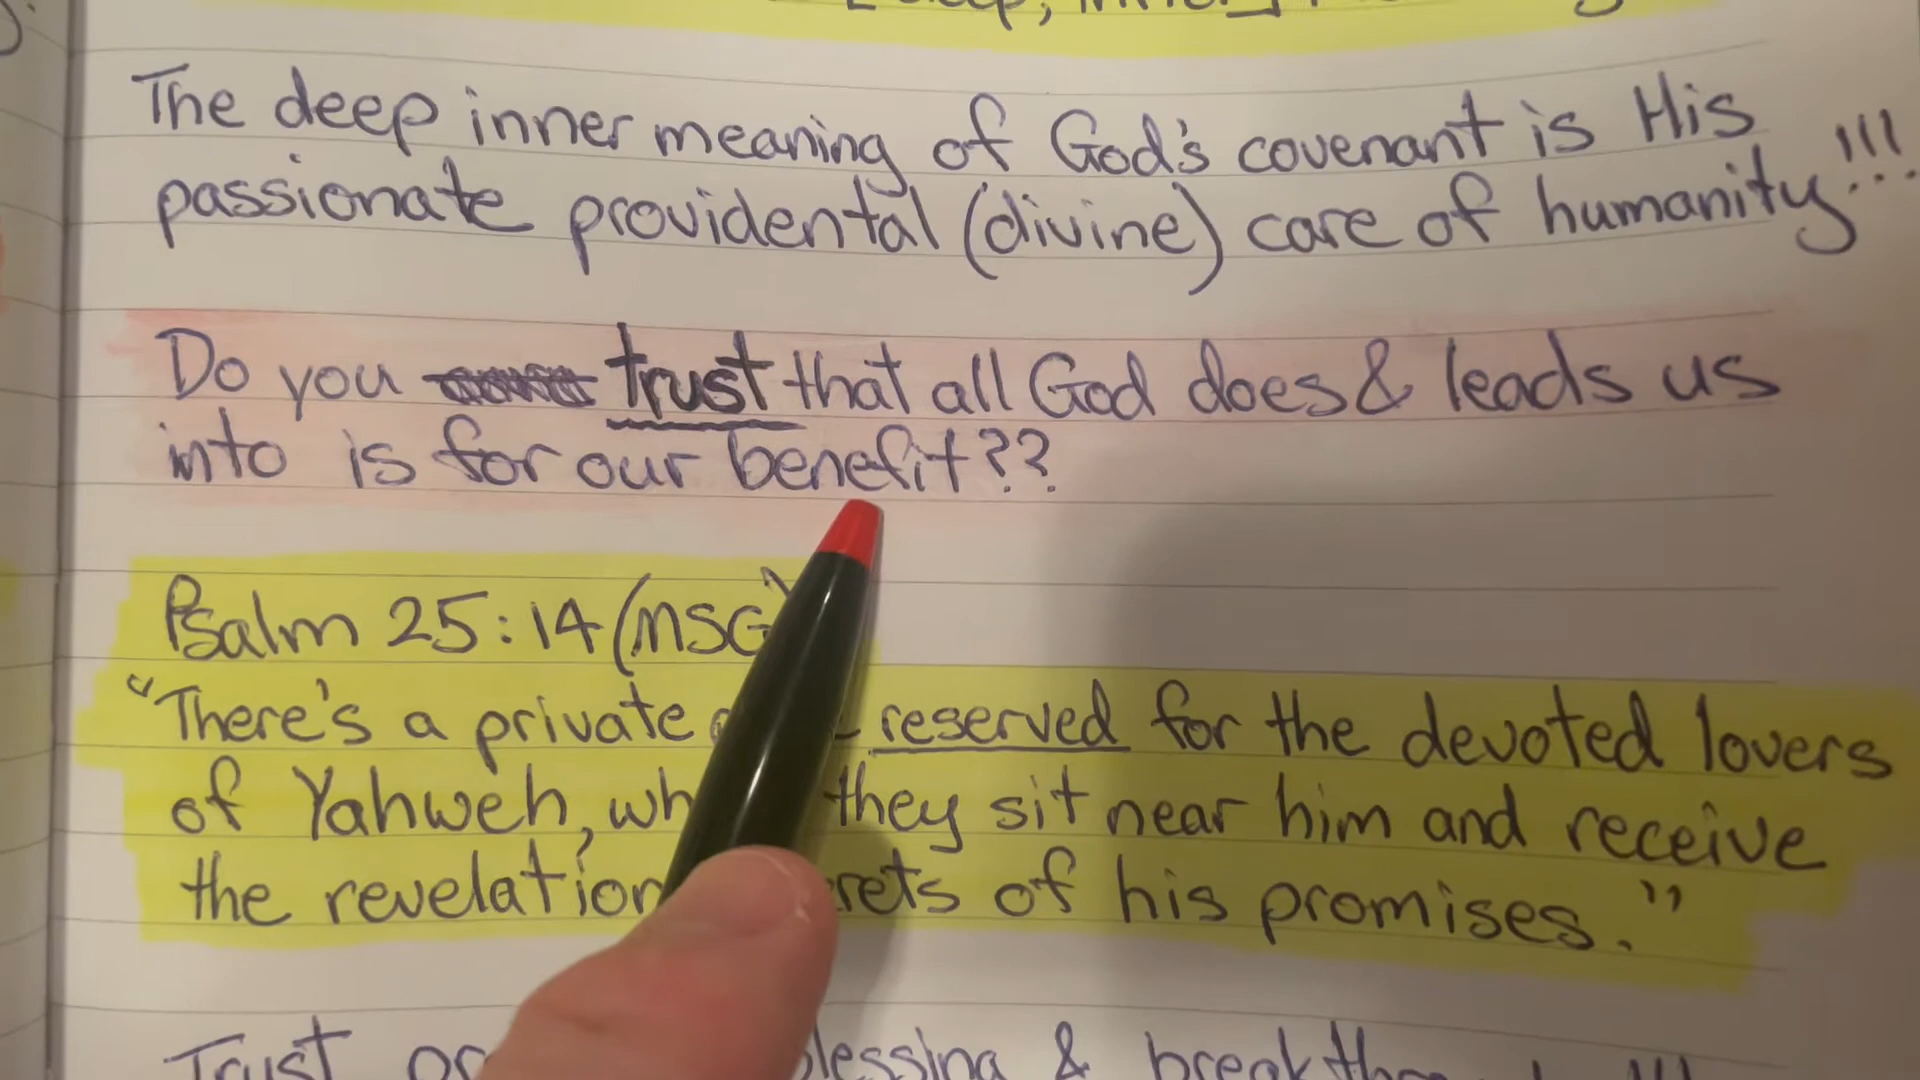 The deep inner meaning of God's covenant is His
passionate providental (divine) care of humanity!!!
Do you trust that all God does & leads us
into is for our benefit??
Psalm 25:14 (MSG)
"There's a private reserved for the devoted lovers
of Yahweh, they sit near him and receive
the revelation of his promises."
Trust &